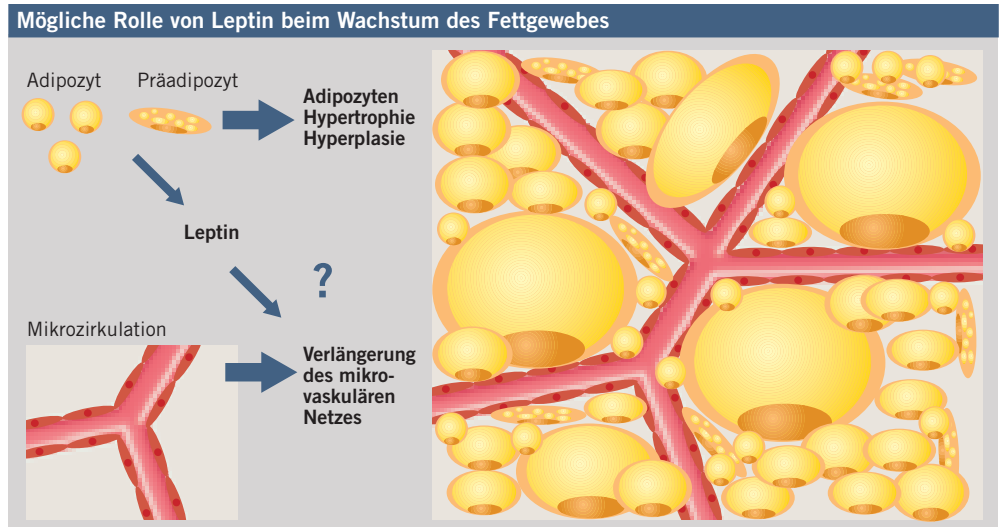 Mögliche Rolle von Leptin beim Wachstum des Fettgewebes
Adipozyt
Präadipozyt
Adipozyten
Hypertrophie
Hyperplasie
Leptin
?
Mikrozirkulation
Verlängerung
des mikro-
vaskulären
Netzes